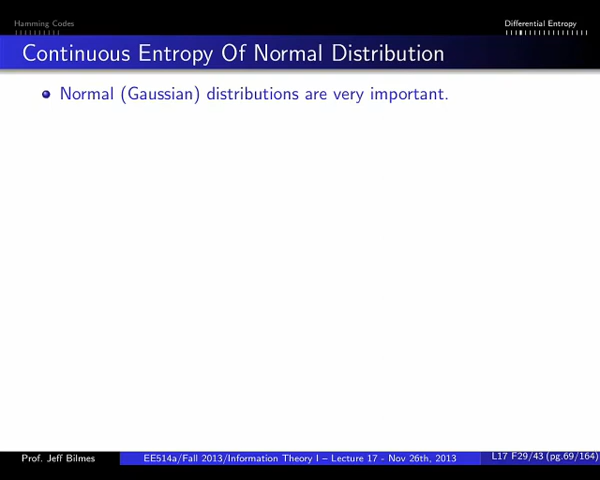 Hamming Codes
Differential Entropy
Continuous Entropy Of Normal Distribution
Normal (Gaussian) distributions are very important.
Prof. Jeff Bilmes
EE514a/Fall 2013/Information Theory I – Lecture 17 - Nov 26th, 2013
L17 F29/43 (pg.69/164)